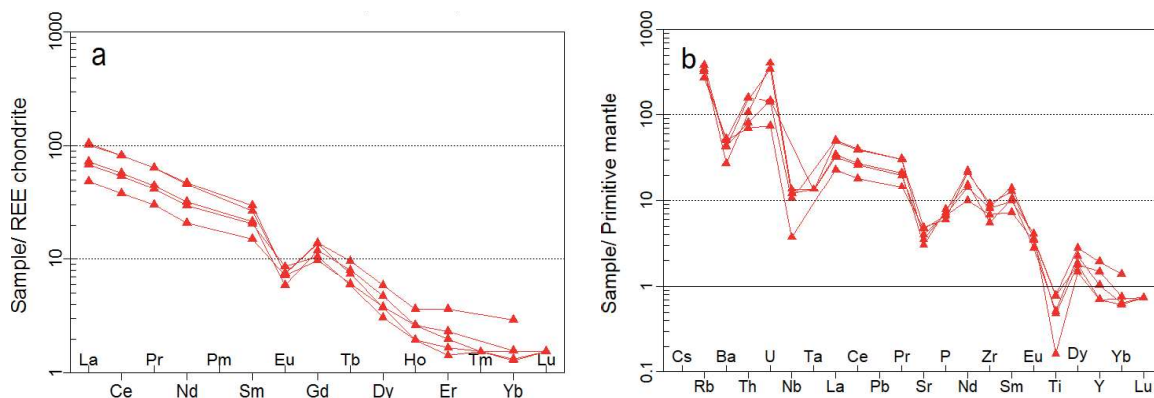 a
Sample/ REE chondrite
1000
100
10
1
La Pr Pm Eu Tb Ho Tm Lu
Ce Nd Sm Gd Dy Er Yb
b
Sample/ Primitive mantle
1000
100
10
1
0.1
Cs Ba U Ta Ce Pr P Zr Eu Dy Yb
Rb Th Nb La Pb Sr Nd Sm Ti Y Lu